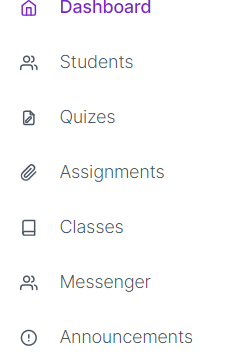 Dashboard
Students
Quizes
Assignments
Classes
Messenger
Announcements